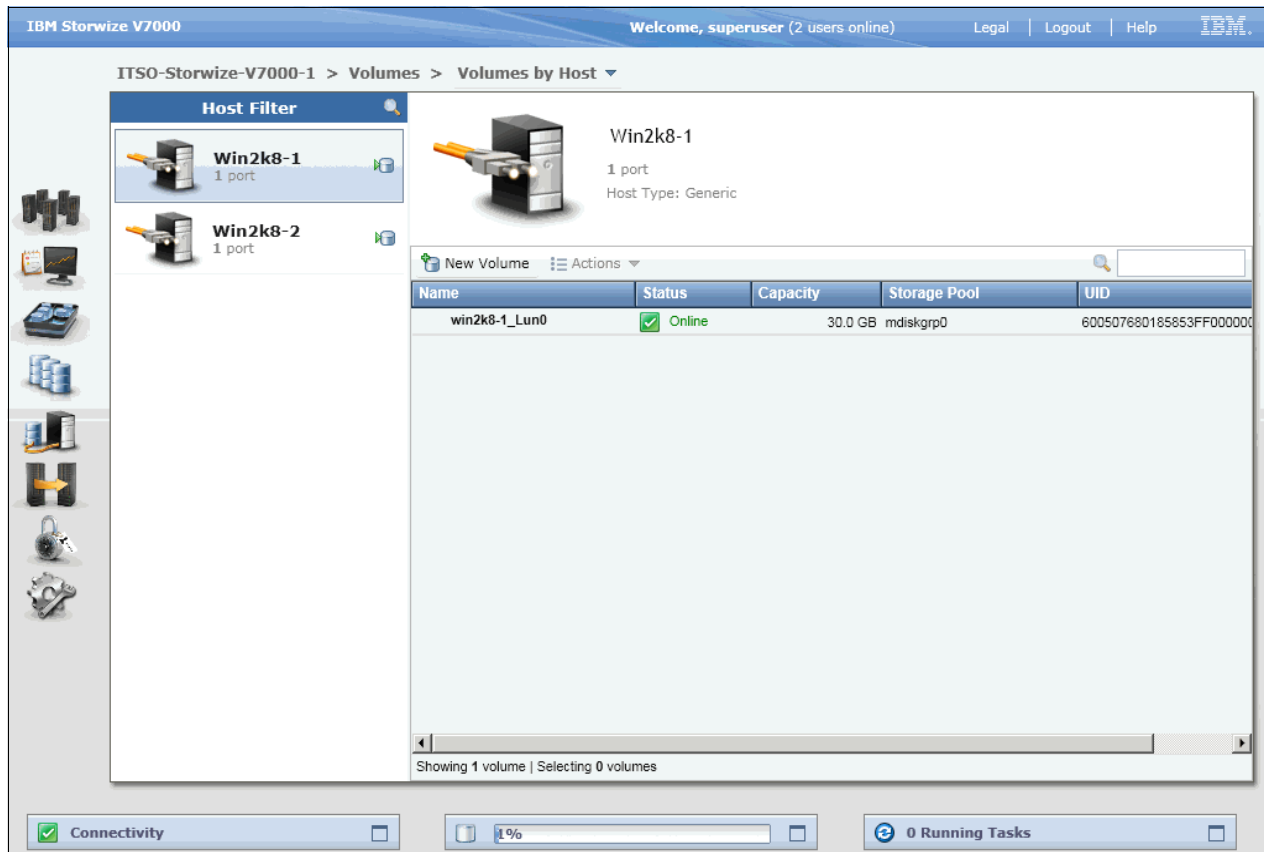 IBM Storwize V7000
Welcome, superuser (2 users online)
Legal | Logout | Help
IBM.
ITSO-Storwize-V7000-1 > Volumes > Volumes by Host
Host Filter
Win2k8-1
1 port
Win2k8-2
1 port
Win2k8-1
1 port
Host Type: Generic
New Volume Actions
Name Status Capacity Storage Pool UID
win2k8-1_Lun0 Online 30.0 GB mdiskgrp0 600507680185853FF000000
Showing 1 volume | Selecting 0 volumes
Connectivity 1% 0 Running Tasks